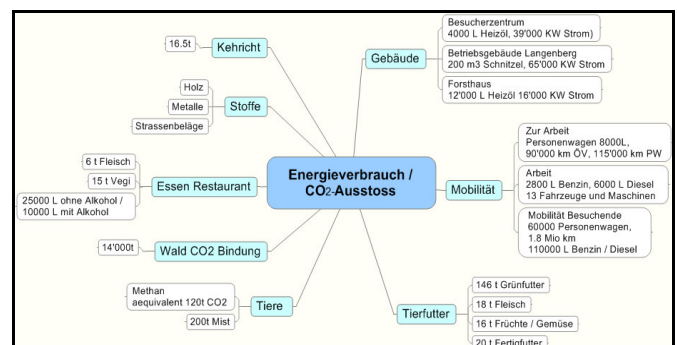 Energieverbrauch /
CO2-Ausstoss
Kehricht
16.5t
Stoffe
Holz
Metalle
Strassenbeläge
Essen Restaurant
6 t Fleisch
15 t Vegi
25000 L ohne Alkohol /
10000 L mit Alkohol
Wald CO2 Bindung
14'000t
Tiere
Methan
aequivalent 120t CO2
200t Mist
Gebäude
Besucherzentrum
4000 L Heizöl, 39'000 KW Strom)
Betriebsgebäude Langenberg
200 m3 Schnitzel, 65'000 KW Strom
Forsthaus
12'000 L Heizöl 16'000 KW Strom
Mobilität
Zur Arbeit
Personenwagen 8000L,
90'000 km ÖV, 115'000 km PW
Arbeit
2800 L Benzin, 6000 L Diesel
13 Fahrzeuge und Maschinen
Mobilität Besuchende
60000 Personenwagen,
1.8 Mio km
110000 L Benzin / Diesel
Tierfutter
146 t Grünfutter
18 t Fleisch
16 t Früchte / Gemüse
20 t Fertigfutter